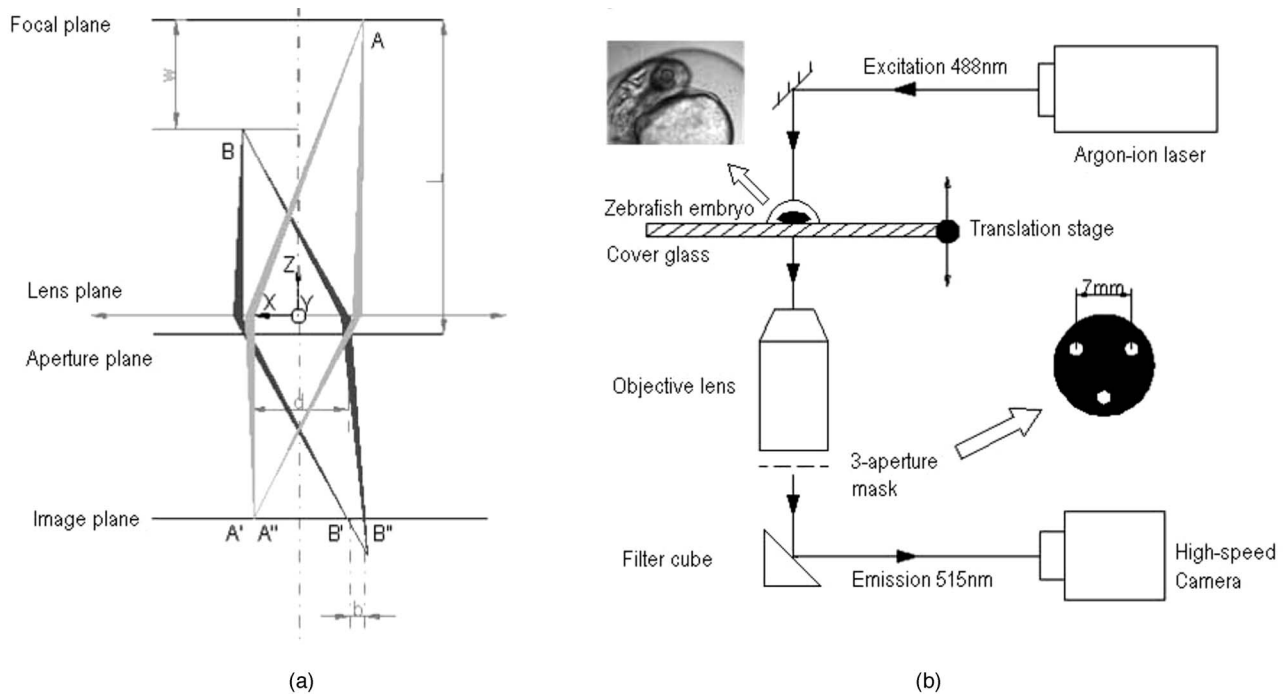 Focal plane
A
w
B
L
Z
Lens plane
X
Y
Aperture plane
d
Image plane
A'
A"
B'
B"
b
(a)
Excitation 488nm
Argon-ion laser
Zebrafish embryo
Cover glass
Translation stage
7mm
Objective lens
3-aperture
mask
Filter cube
Emission 515nm
High-speed
Camera
(b)